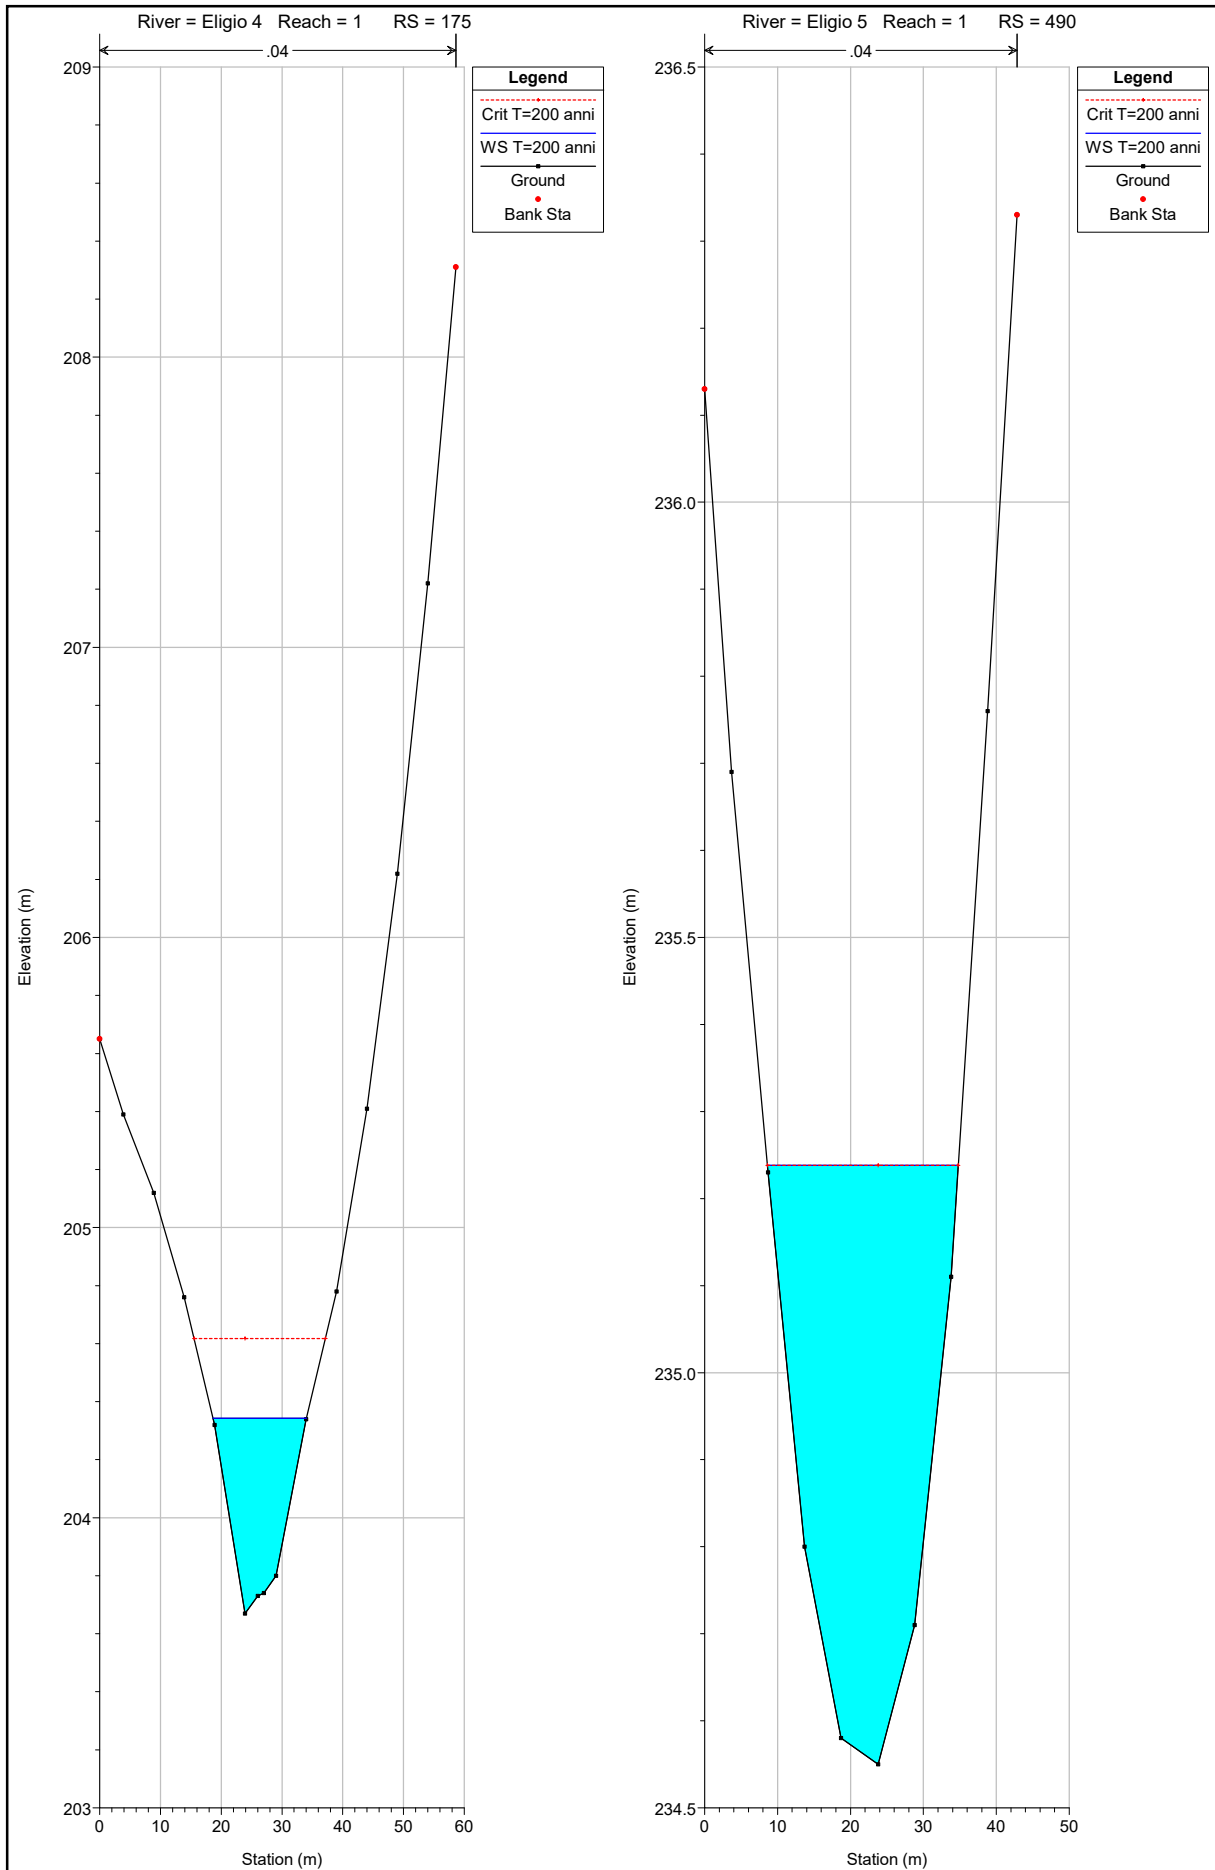 River = Eligio 4 Reach = 1 RS = 175
.04
Legend
Crit T=200 anni
WS T=200 anni
Ground
Bank Sta
209
208
207
206
205
204
203
0 10 20 30 40 50 60
Elevation (m)
Station (m)
River = Eligio 5 Reach = 1 RS = 490
.04
Legend
Crit T=200 anni
WS T=200 anni
Ground
Bank Sta
236.5
236.0
235.5
235.0
234.5
0 10 20 30 40 50
Elevation (m)
Station (m)